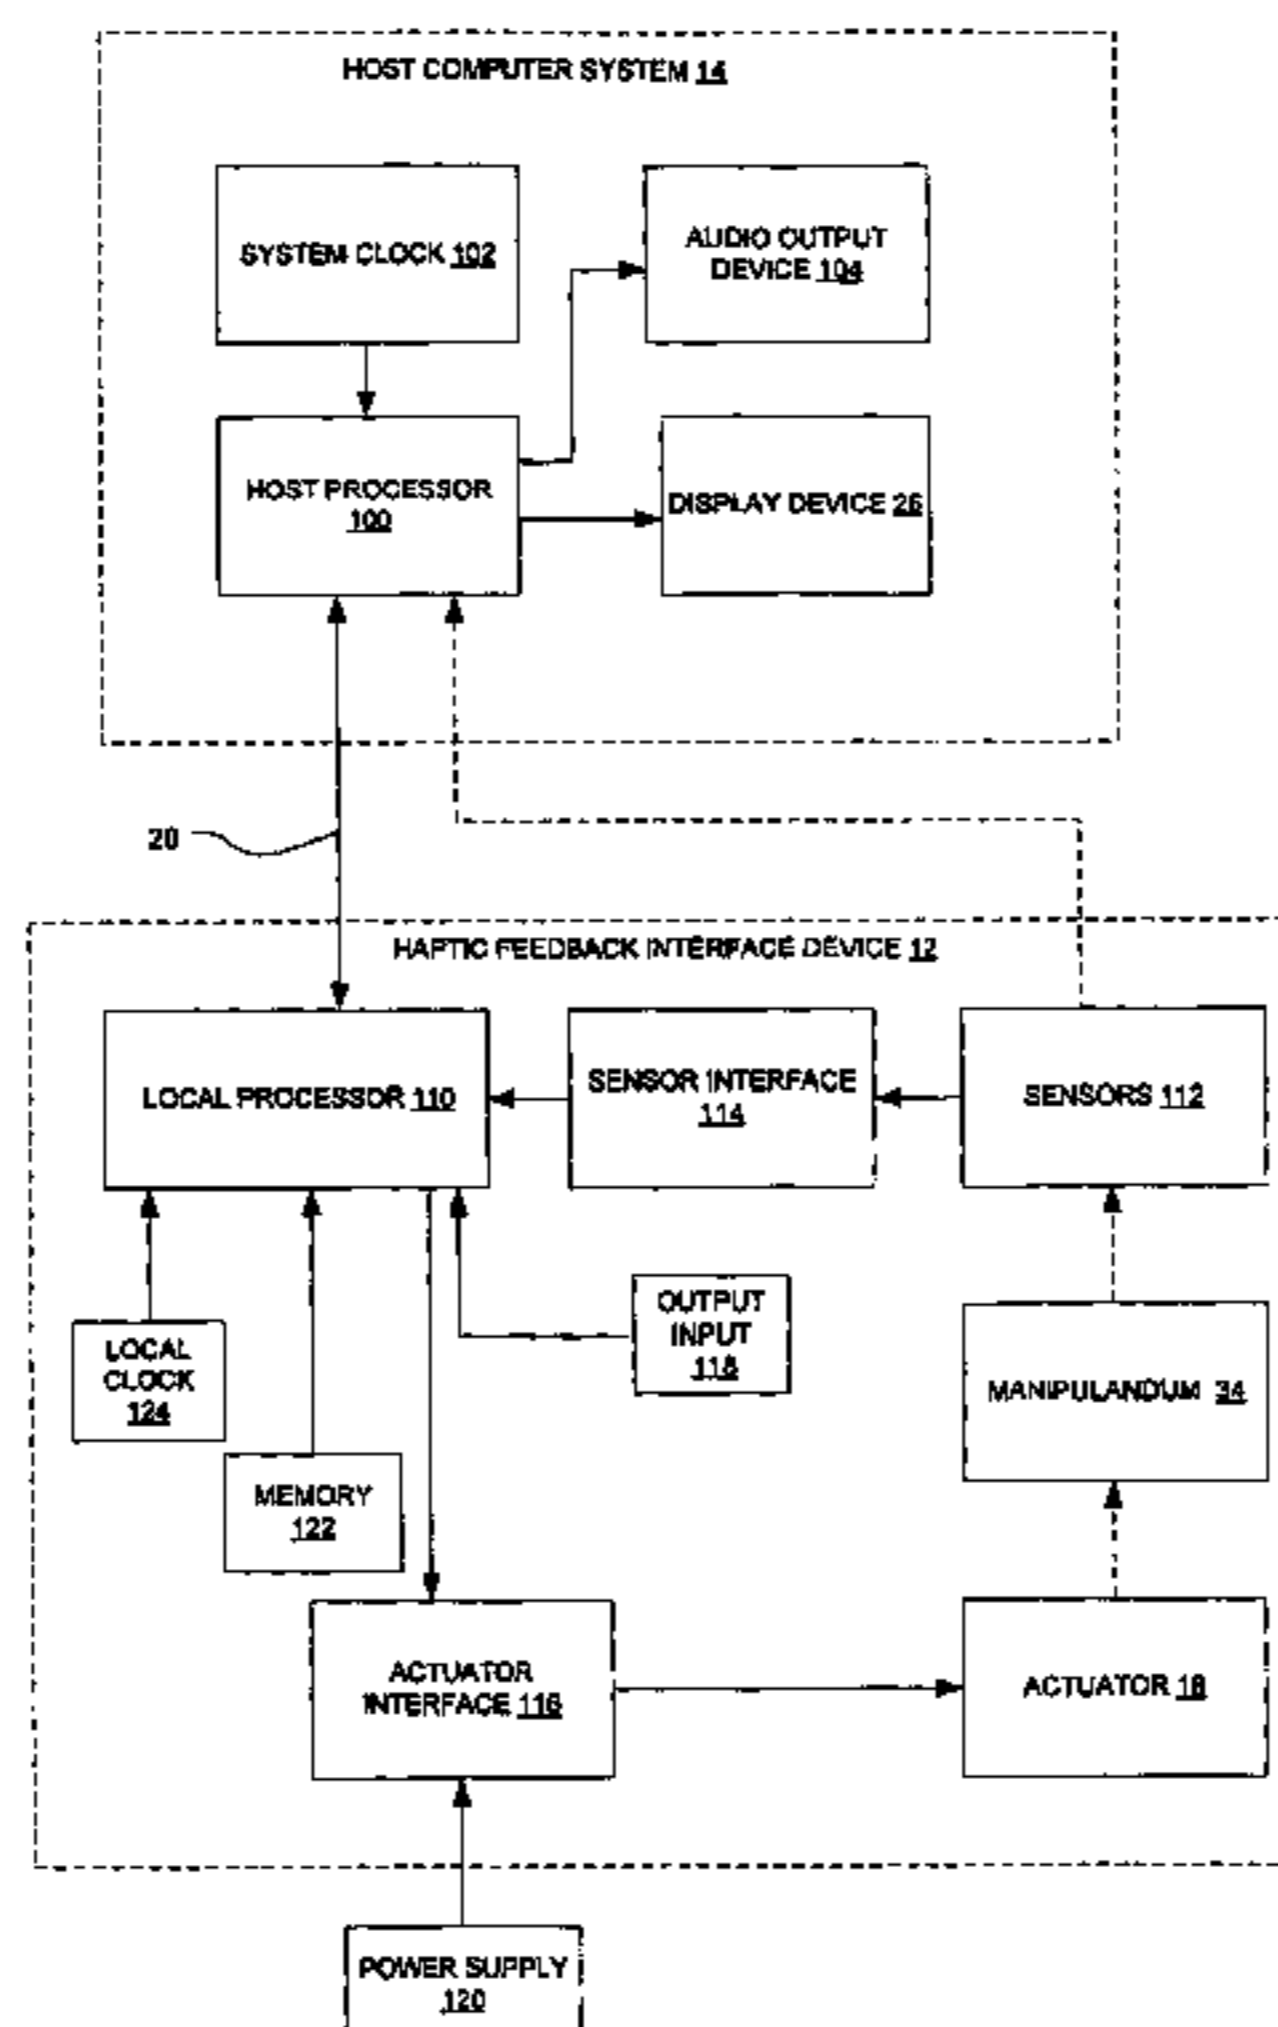 HOST COMPUTER SYSTEM 14
SYSTEM CLOCK 102
AUDIO OUTPUT
DEVICE 104
HOST PROCESSOR
100
DISPLAY DEVICE 26
20
HAPTIC FEEDBACK INTERFACE DEVICE 12
LOCAL PROCESSOR 110
SENSOR INTERFACE
114
SENSORS 112
OUTPUT
INPUT
118
LOCAL
CLOCK
124
MANIPULANDUM 34
MEMORY
122
ACTUATOR
INTERFACE 116
ACTUATOR 18
POWER SUPPLY
120